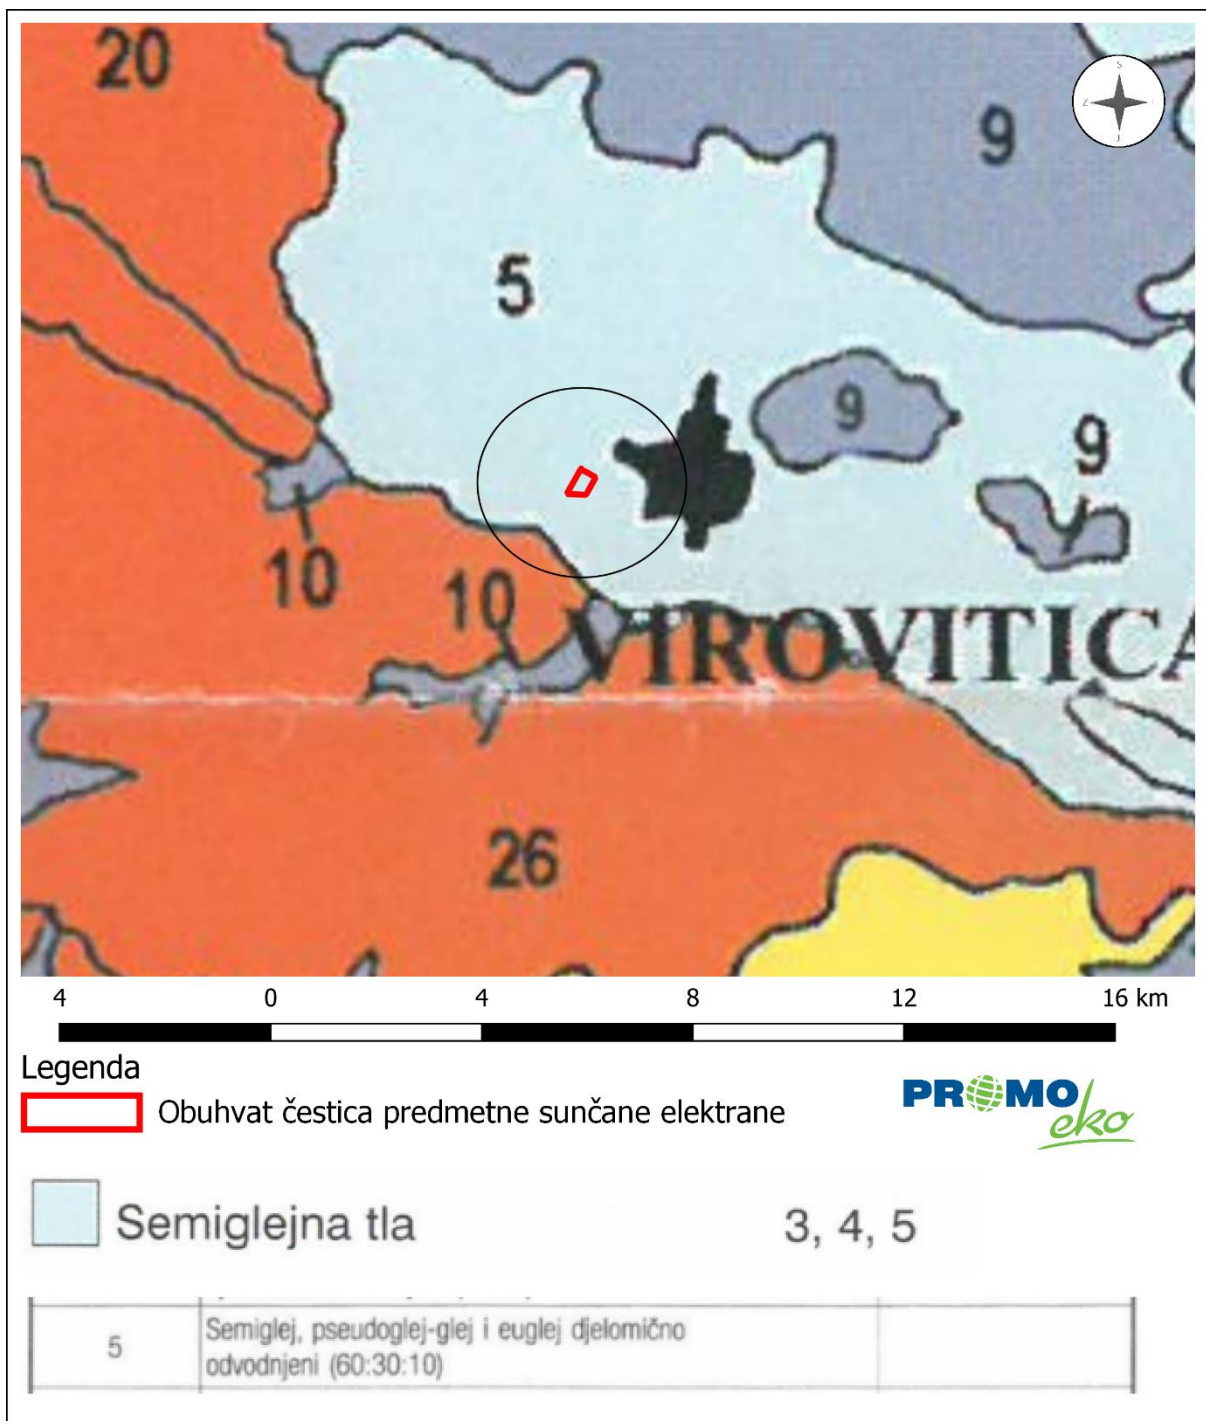 20
9
S
Z
I
J
5
9
9
10
10
VIROVITICA
26
4 0 4 8 12 16 km
Legenda
Obuhvat čestica predmetne sunčane elektrane
PROMO
eko
Semiglejna tla 3, 4, 5
5 Semiglej, pseudoglej-glej i euglej djelomično
odvodnjeni (60:30:10)